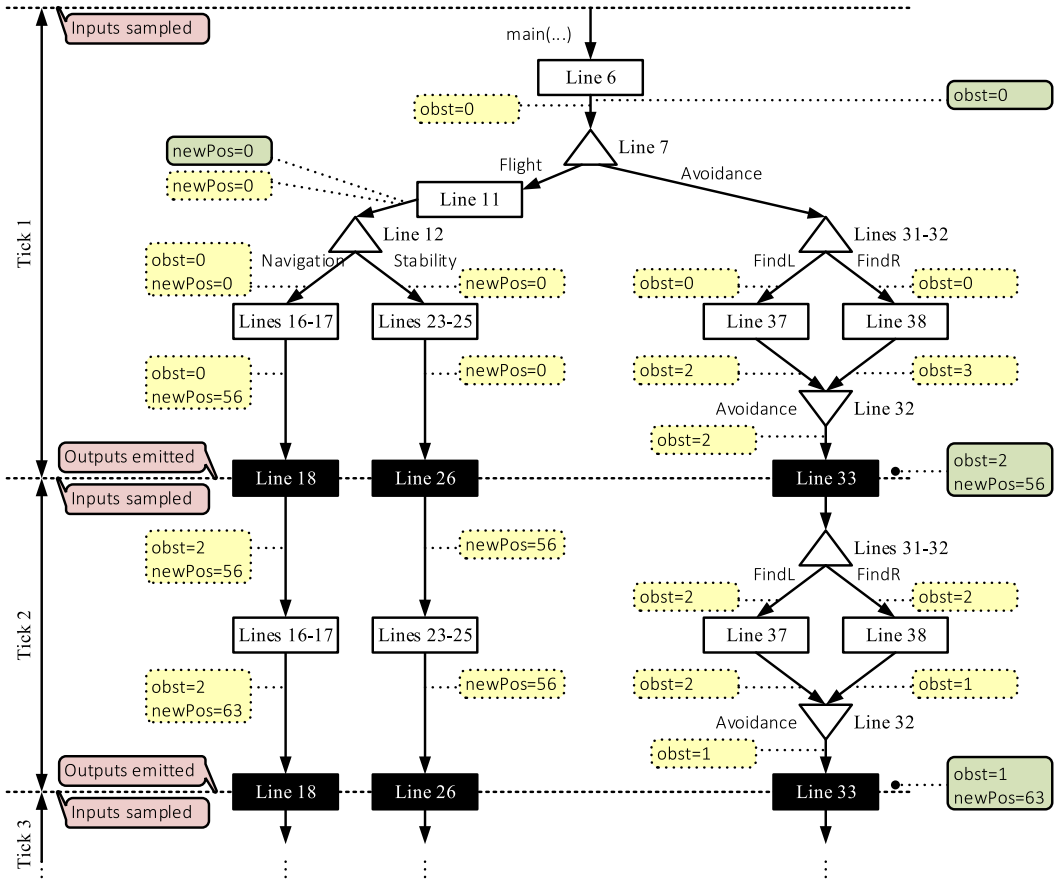 Inputs sampled
main(...)
Line 6
obst=0
obst=0
Line 7
newPos=0
newPos=0
Flight
Avoidance
Line 11
Tick 1
Line 12
Lines 31-32
obst=0
newPos=0
Navigation
Stability
newPos=0
obst=0
FindL
FindR
obst=0
Lines 16-17
Lines 23-25
Line 37
Line 38
obst=0
newPos=56
newPos=0
obst=2
obst=3
Avoidance
Line 32
obst=2
Outputs emitted
Line 18
Line 26
Line 33
obst=2
newPos=56
Inputs sampled
Tick 2
obst=2
newPos=56
newPos=56
Lines 31-32
FindL
FindR
obst=2
obst=2
Lines 16-17
Lines 23-25
Line 37
Line 38
obst=2
newPos=63
newPos=56
obst=2
obst=1
Avoidance
Line 32
obst=1
Outputs emitted
Line 18
Line 26
Line 33
obst=1
newPos=63
Inputs sampled
Tick 3